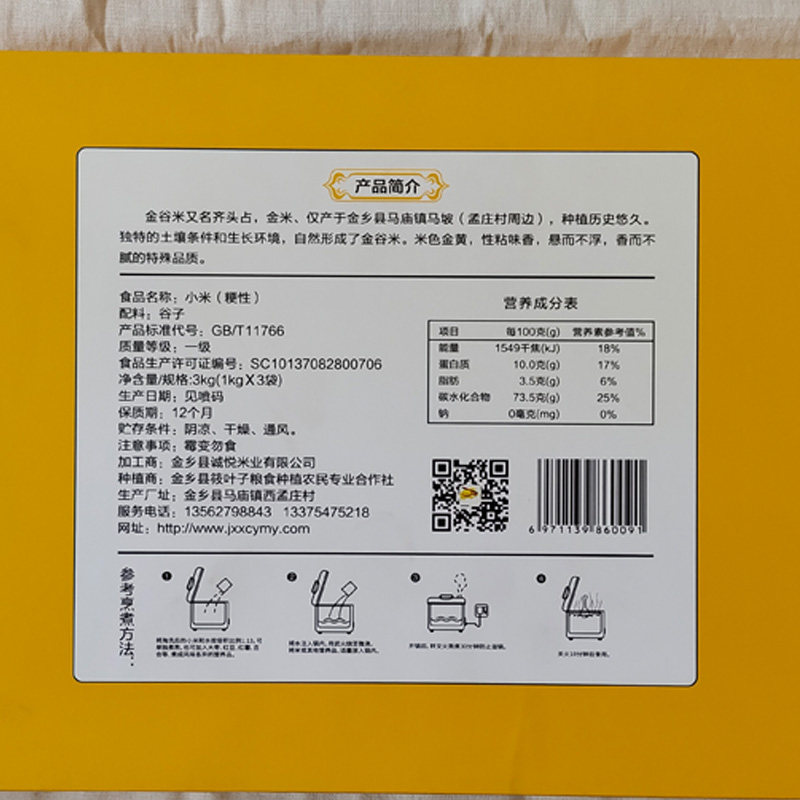 产品简介
金谷米又名齐头占，金米、仅产于金乡县马庙镇马坡（孟庄村周边），种植历史悠久。
独特的土壤条件和生长环境，自然形成了金谷米。米色金黄，性粘味香，悬而不浮，香而不
腻的特殊品质。
食品名称：小米（粳性）
配料：谷子
产品标准代号：GB/T11766
质量等级：一级
食品生产许可证编号：SC10137082800706
净含量/规格:3kg(1kgX3袋)
生产日期：见喷码
保质期：12个月
贮存条件：阴凉、干燥、通风。
注意事项：霉变勿食
加工商：金乡县诚悦米业有限公司
种植商：金乡县筱叶子粮食种植农民专业合作社
生产厂址：金乡县马庙镇西孟庄村
服务电话：13562798843 13375475218
网址：http://www.jxxcymy.com
营养成分表
项目 每100克(g) 营养素参考值%
能量 1549千焦(kJ) 18%
蛋白质 10.0克(g) 17%
脂肪 3.5克(g) 6%
碳水化合物 73.5克(g) 25%
钠 0毫克(mg) 0%
6 971139 860091
参考烹煮方法：
1
2
3
4
关火10分钟后食用。